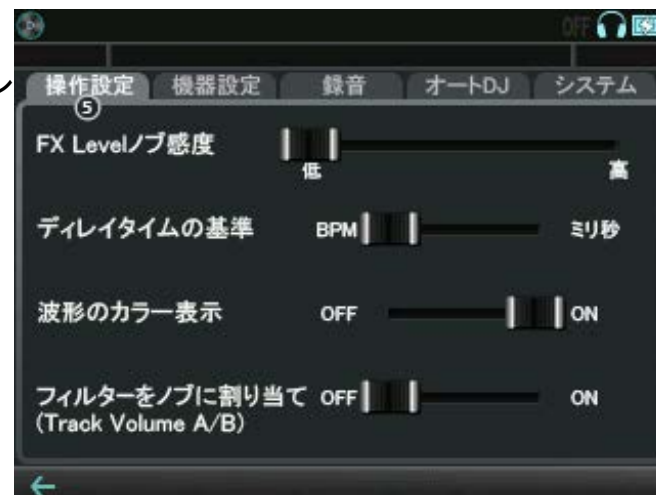 OFF
ン
操作設定 機器設定 録音 オートDJ システム
⑤
FX Levelノブ感度
低 高
ディレイタイムの基準 BPM ミリ秒
波形のカラー表示 OFF ON
フィルターをノブに割り当て OFF ON
(Track Volume A/B)